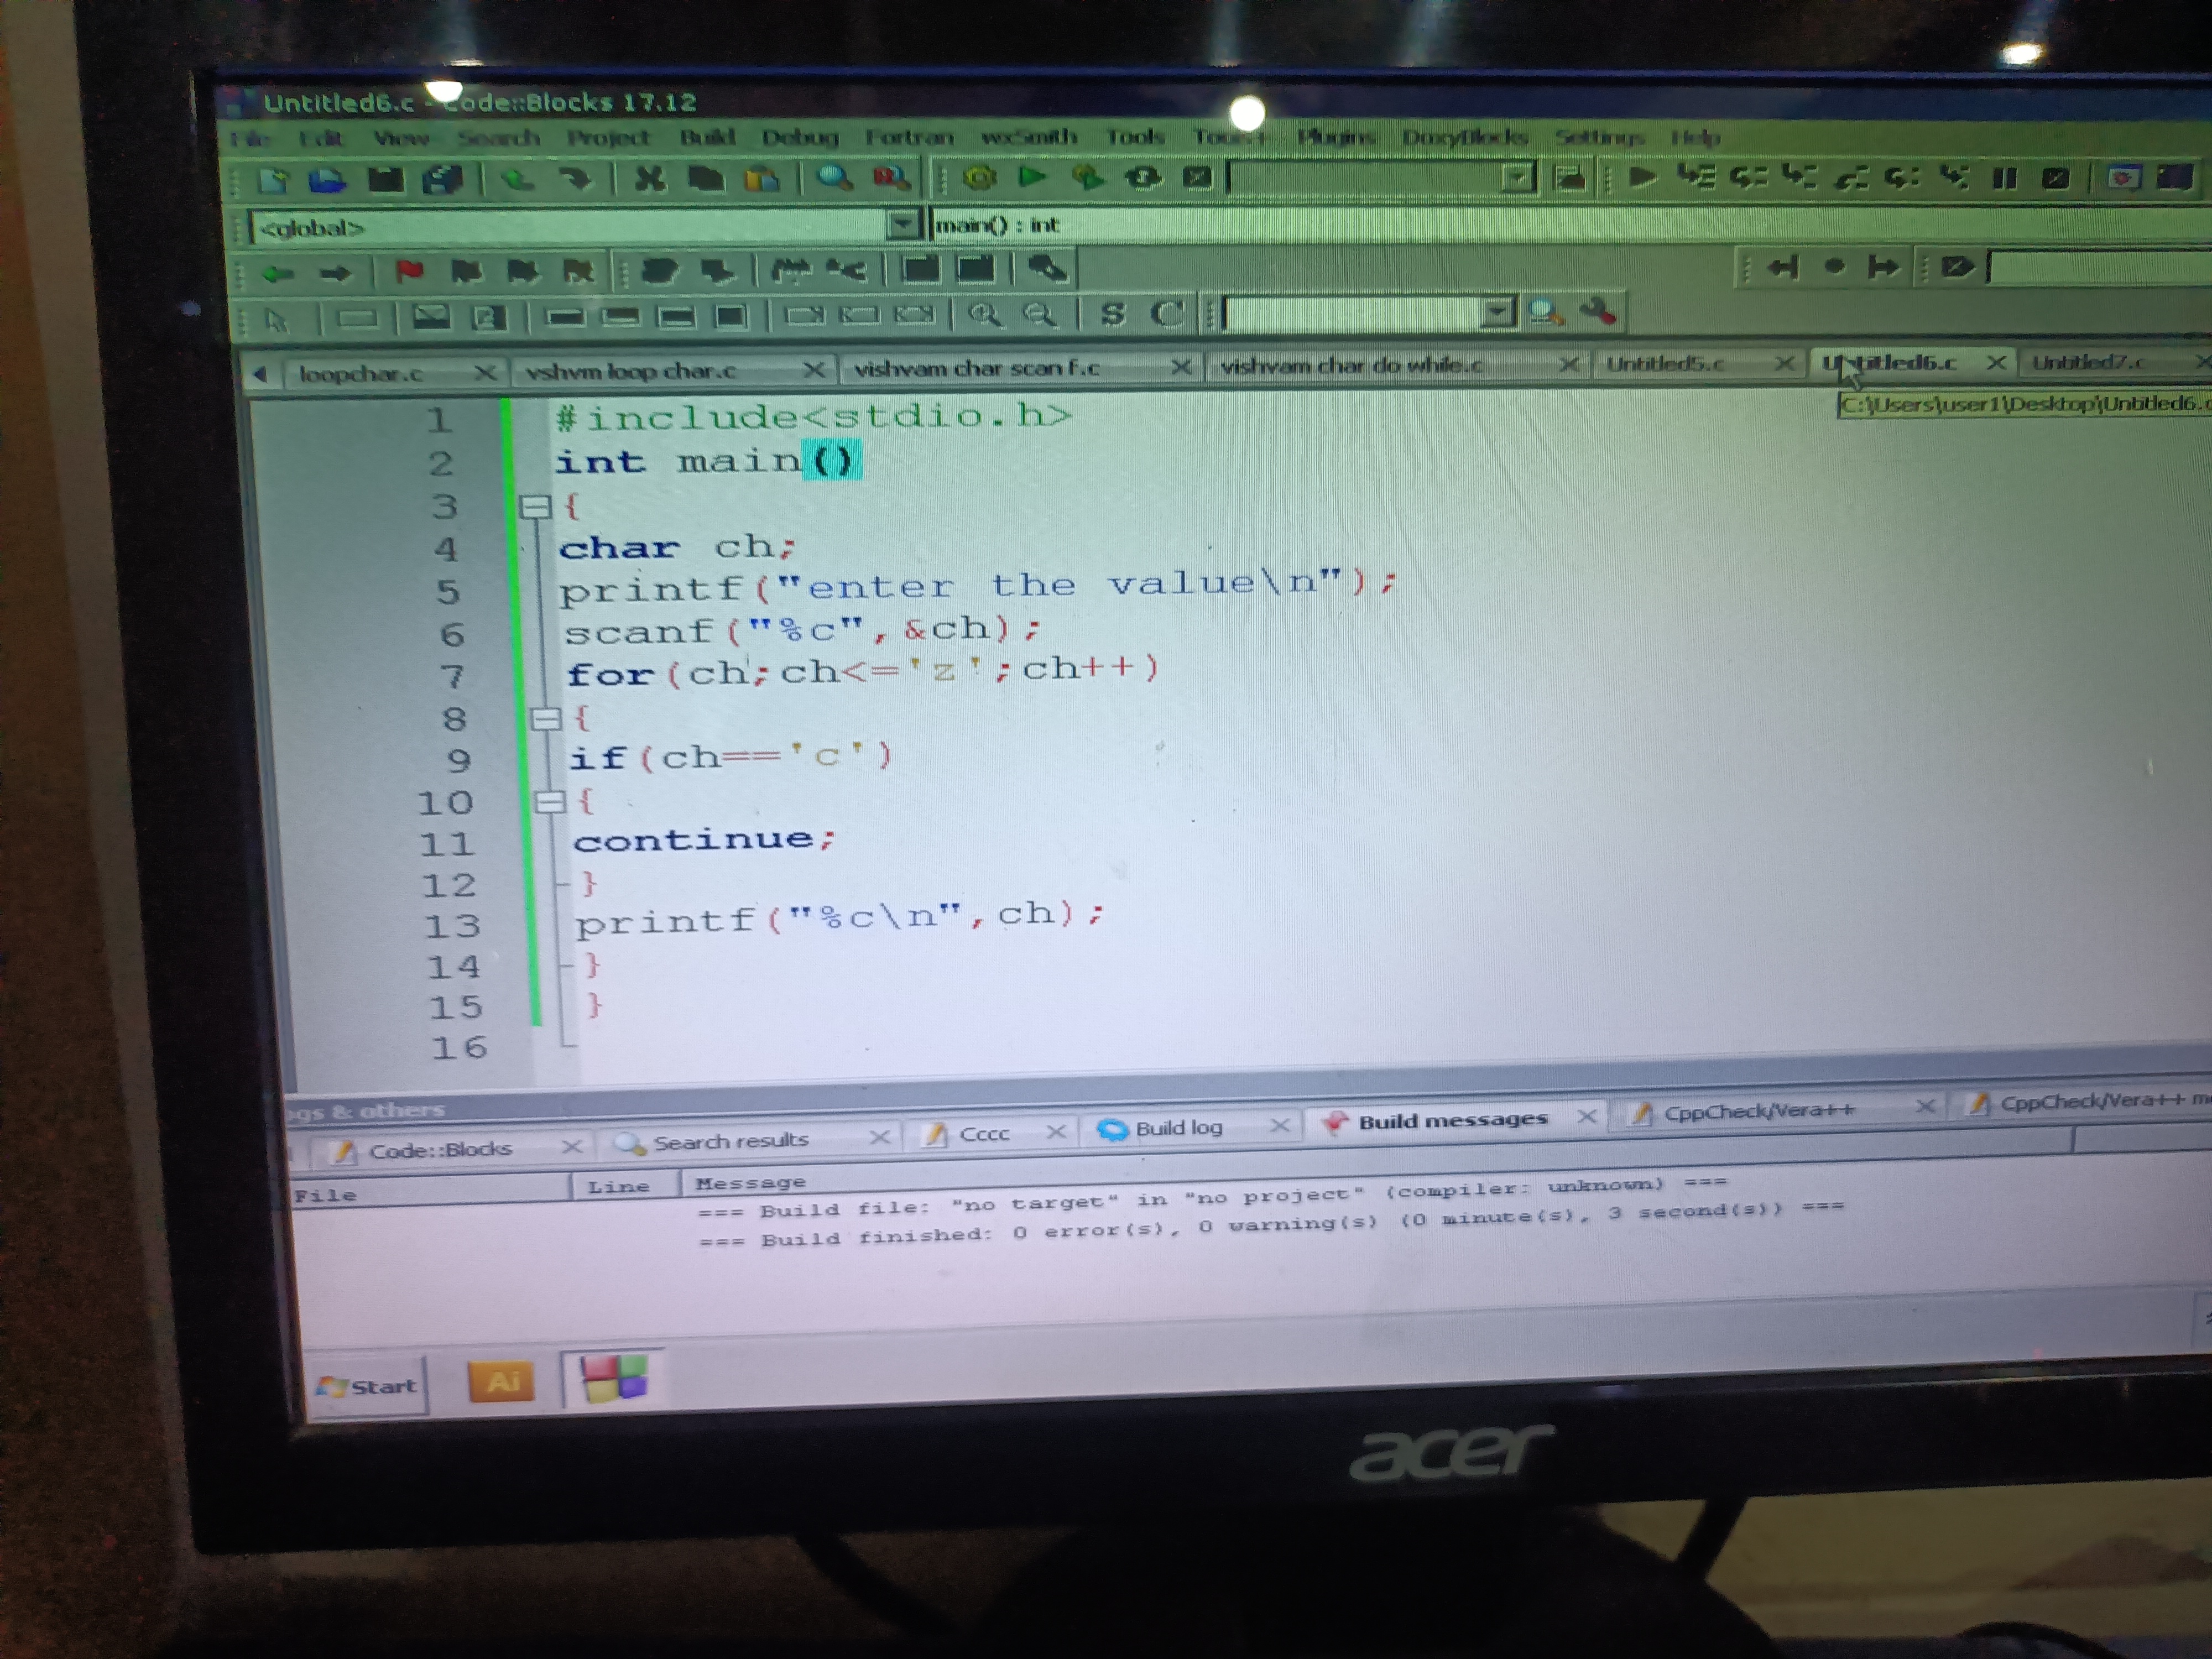 Untitled6.c - Code::Blocks 17.12
File Edit View Search Project Build Debug Fortran wxSmith Tools Plugins DoxyBlocks Settings Help
<global> main() : int
S C
loopchar.c vshvm loop char.c vishvam char scan f.c vishvam char do while.c Untitled5.c Untitled6.c Untitled7.c
C:\Users\user1\Desktop\Untitled6.c
1 #include<stdio.h>
2 int main()
3 {
4 char ch;
5 printf("enter the value\n");
6 scanf("%c",&ch);
7 for(ch;ch<='z';ch++)
8 {
9 if(ch=='c')
10 {
11 continue;
12 }
13 printf("%c\n",ch);
14 }
15 }
16
gs & others
Code::Blocks Search results Cccc Build log Build messages CppCheck/Vera++ CppCheck/Vera++ m
File Line Message
=== Build file: "no target" in "no project" (compiler: unknown) ===
=== Build finished: 0 error(s), 0 warning(s) (0 minute(s), 3 second(s)) ===
Start Ai
acer